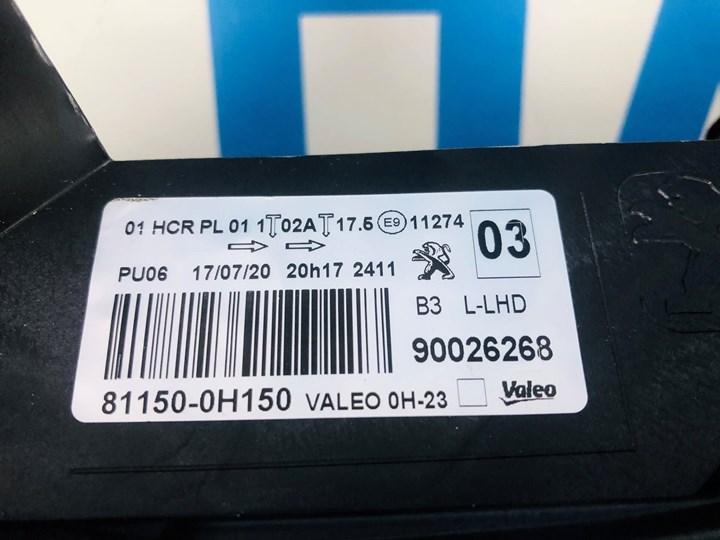 01 HCR PL 01 1 02A 17.5 E9 11274
03
PU06 17/07/20 20h17 2411
B3 L-LHD
90026268
81150-0H150 VALEO 0H-23
Valeo